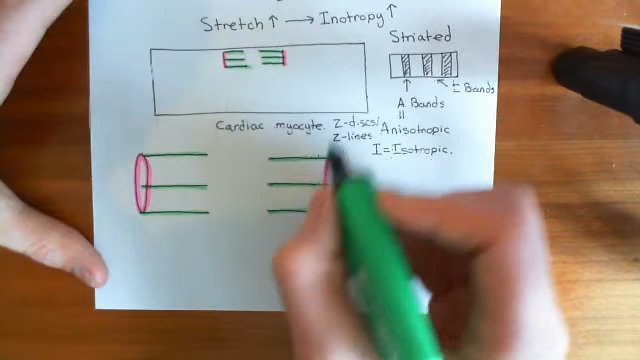 Stretch ↑ → Inotropy ↑
Striated
I Bands
A Bands
=
Anisotropic
I = Isotropic.
Cardiac myocyte.
Z-discs/
Z-lines